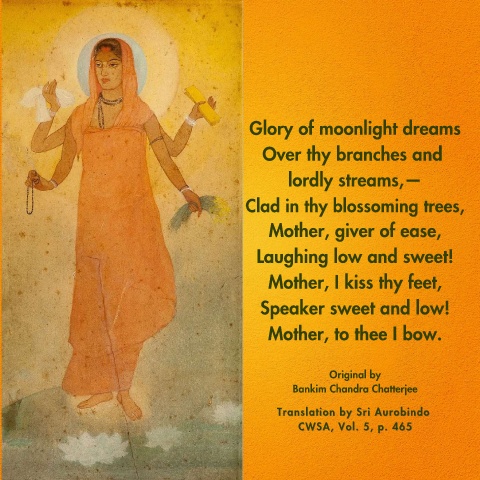 Glory of moonlight dreams
Over thy branches and
lordly streams,—
Clad in thy blossoming trees,
Mother, giver of ease,
Laughing low and sweet!
Mother, I kiss thy feet,
Speaker sweet and low!
Mother, to thee I bow.
Original by
Bankim Chandra Chatterjee
Translation by Sri Aurobindo
CWSA, Vol. 5, p. 465